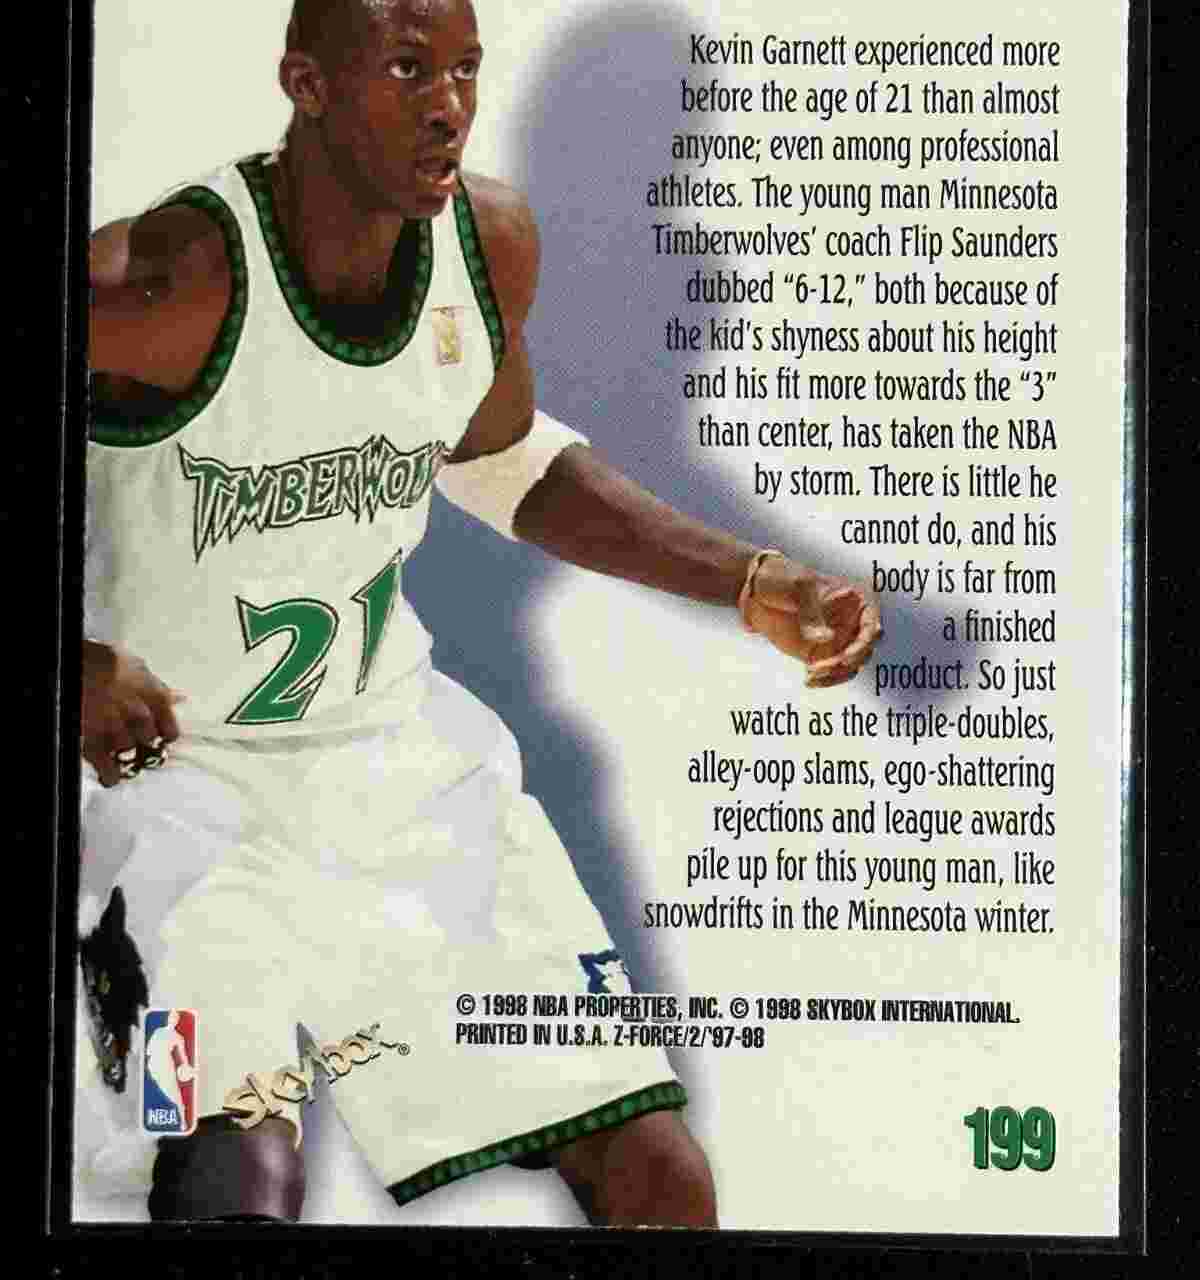 Kevin Garnett experienced more
before the age of 21 than almost
anyone; even among professional
athletes. The young man Minnesota
Timberwolves' coach Flip Saunders
dubbed “6-12,” both because of
the kid's shyness about his height
and his fit more towards the “3”
than center, has taken the NBA
by storm. There is little he
cannot do, and his
body is far from
a finished
product. So just
watch as the triple-doubles,
alley-oop slams, ego-shattering
rejections and league awards
pile up for this young man, like
snowdrifts in the Minnesota winter.
TIMBERWOL
21
© 1998 NBA PROPERTIES, INC. © 1998 SKYBOX INTERNATIONAL.
PRINTED IN U.S.A. Z-FORCE/2/'97-98
NBA
SkyBox®
199